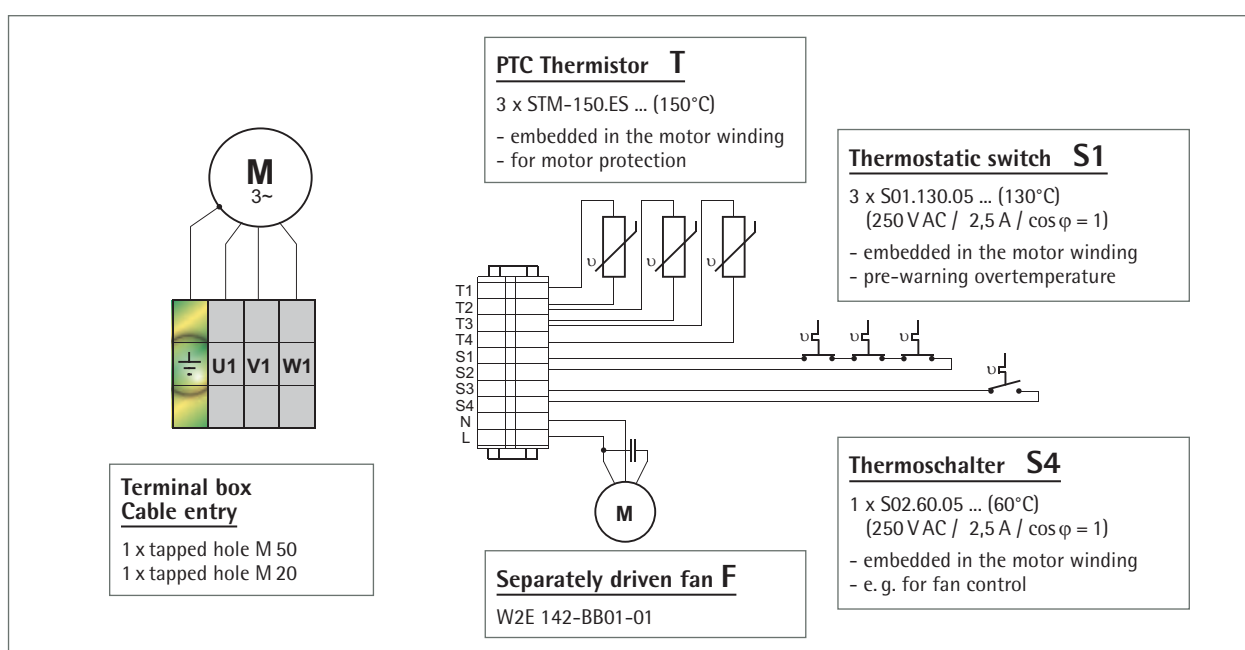 PTC Thermistor T
3 x STM-150.ES ... (150°C)
- embedded in the motor winding
- for motor protection
Thermostatic switch S1
3 x S01.130.05 ... (130°C)
(250 V AC / 2,5 A / cos φ = 1)
- embedded in the motor winding
- pre-warning overtemperature
M
3~
U1 V1 W1
Terminal box
Cable entry
1 x tapped hole M 50
1 x tapped hole M 20
υ υ υ
T1
T2
T3
T4
S1
S2
S3
S4
N
L
υ υ υ
υ
M
Separately driven fan F
W2E 142-BB01-01
Thermoschalter S4
1 x S02.60.05 ... (60°C)
(250 V AC / 2,5 A / cos φ = 1)
- embedded in the motor winding
- e. g. for fan control